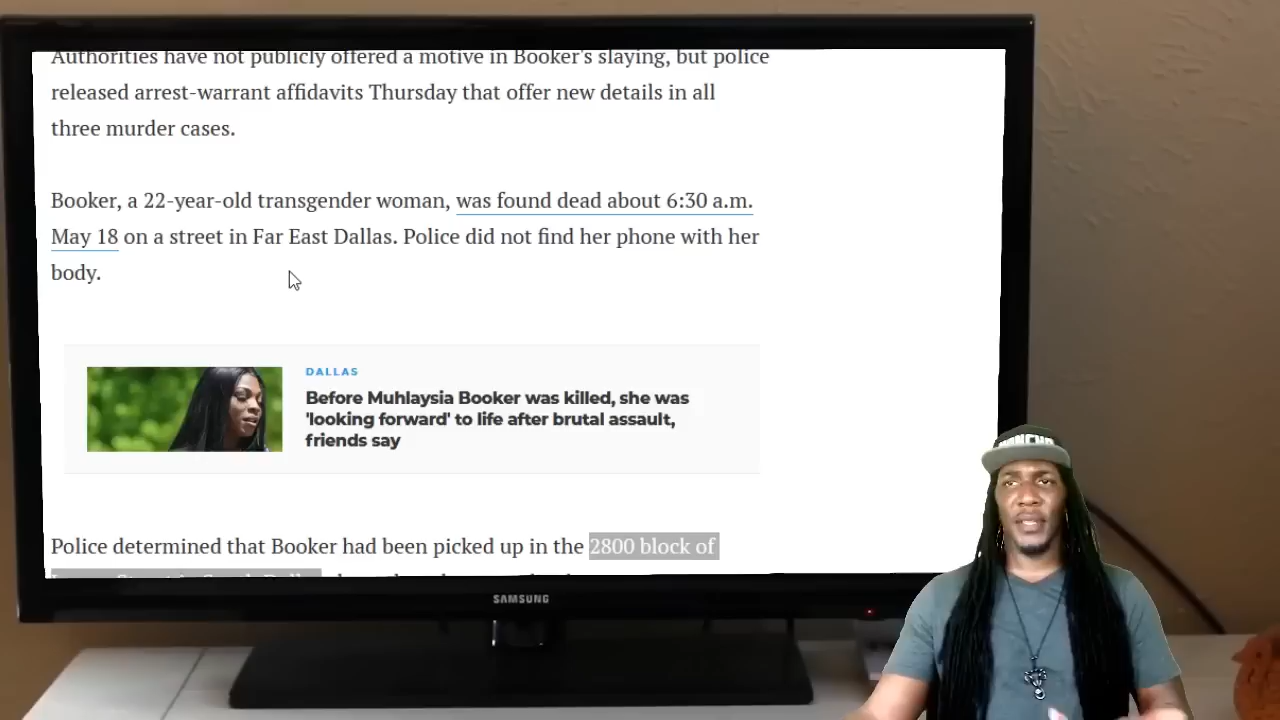 Authorities have not publicly offered a motive in Booker's slaying, but police
released arrest-warrant affidavits Thursday that offer new details in all
three murder cases.
Booker, a 22-year-old transgender woman, was found dead about 6:30 a.m.
May 18 on a street in Far East Dallas. Police did not find her phone with her
body.
DALLAS
Before Muhlaysia Booker was killed, she was
'looking forward' to life after brutal assault,
friends say
Police determined that Booker had been picked up in the 2800 block of
SAMSUNG